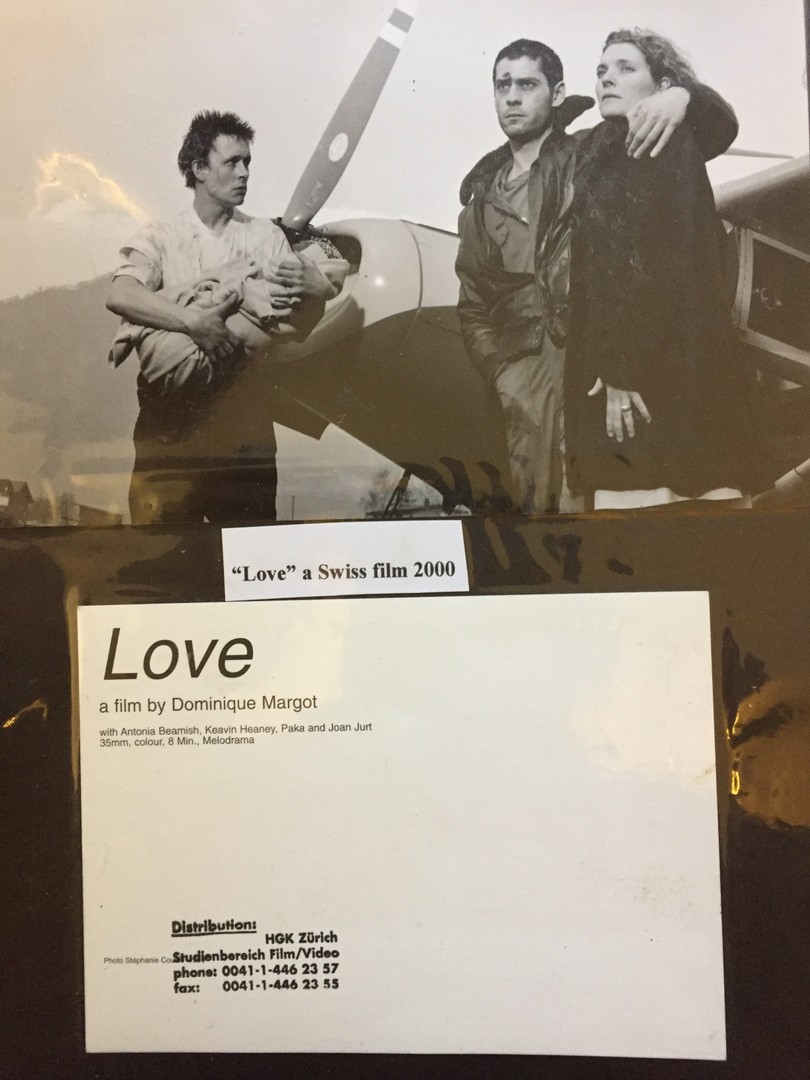 “Love” a Swiss film 2000
Love
a film by Dominique Margot
with Antonia Beamish, Keavin Heaney, Paka and Joan Jurt
35mm, colour, 8 Min., Melodrama
Distribution:
HGK Zürich
Photo Stéphanie
Studienbereich Film/Video
phone: 0041-1-446 23 57
fax: 0041-1-446 23 55